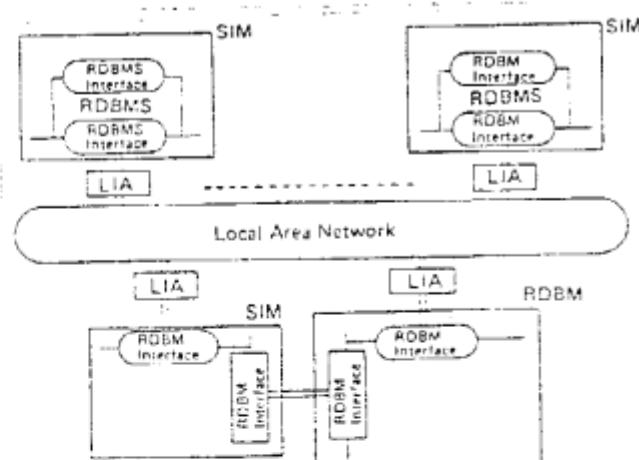 SIM
SIM
RDBMS
Interface
RDBMS
RDBMS
Interface
RDBM
Interface
RDBMS
RDBM
Interface
LIA
LIA
Local Area Network
LIA
LIA
SIM
RDBM
RDBM
Interface
RDBM
Interface
RDBM
Interface
RDBM
Interface